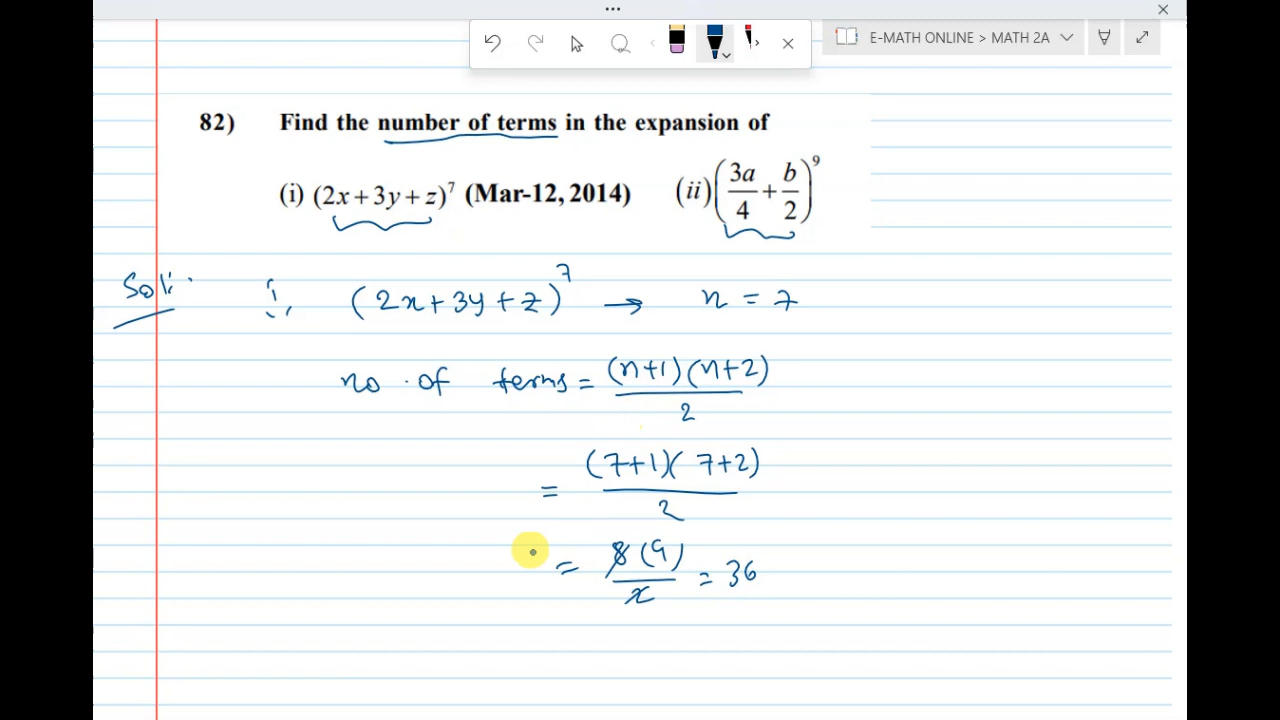 E-MATH ONLINE > MATH 2A
82) Find the number of terms in the expansion of
(i) (2x+3y+z)⁷ (Mar-12, 2014) (ii) (3a/4 + b/2)⁹
Sol: i, (2x+3y+z)⁷ → n = 7
no. of terms = (n+1)(n+2)/2
= (7+1)(7+2)/2
= 8(9)/2 = 36